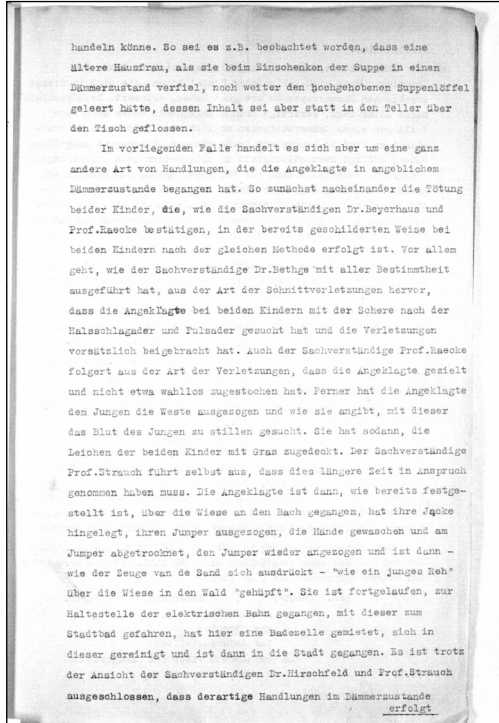 handeln könne. So sei es z.B. beobachtet worden, dass eine
ältere Hausfrau, als sie beim Einschenken der Suppe in einen
Dämmerzustand verfiel, noch weiter den hochgehobenen Suppenlöffel
geleert hätte, dessen Inhalt sei aber statt in den Teller über
den Tisch geflossen.
Im vorliegenden Falle handelt es sich aber um eine ganz
andere Art von Handlungen, die die Angeklagte in angeblichem
Dämmerzustande begangen hat. So zunächst nacheinander die Tötung
beider Kinder, die, wie die Sachverständigen Dr.Beyerhaus und
Prof.Raecke bestätigen, in der bereits geschilderten Weise bei
beiden Kindern nach der gleichen Methode erfolgt ist. Vor allem
geht, wie der Sachverständige Dr.Bethge mit aller Bestimmtheit
ausgeführt hat, aus der Art der Schnittverletzungen hervor,
dass die Angeklagte bei beiden Kindern mit der Schere nach der
Halsschlagader und Pulsader gesucht hat und die Verletzungen
vorsätzlich beigebracht hat. Auch der Sachverständige Prof.Raecke
folgert aus der Art der Verletzungen, dass die Angeklagte gezielt
und nicht etwa wahllos zugestochen hat. Ferner hat die Angeklagte
dem Jungen die Weste ausgezogen und wie sie angibt, mit dieser
das Blut des Jungen zu stillen gesucht. Sie hat sodann, die
Leichen der beiden Kinder mit Gras zugedeckt. Der Sachverständige
Prof.Strauch führt selbst aus, dass dies längere Zeit in Anspruch
genommen haben muss. Die Angeklagte ist dann, wie bereits festge-
stellt ist, über die Wiese an den Bach gegangen, hat ihre Jacke
hingelegt, ihren Jumper ausgezogen, die Hände gewaschen und am
Jumper abgetrocknet, den Jumper wieder angezogen und ist dann -
wie der Zeuge van de Sand sich ausdrückt - "wie ein junges Reh"
über die Wiese in den Wald "gehüpft". Sie ist fortgelaufen, zur
Haltestelle der elektrischen Bahn gegangen, mit dieser zum
Stadtbad gefahren, hat hier eine Badezelle gemietet, sich in
dieser gereinigt und ist dann in die Stadt gegangen. Es ist trotz
der Ansicht der Sachverständigen Dr.Hirschfeld und Prof.Strauch
ausgeschlossen, dass derartige Handlungen im Dämmerzustande
erfolgt